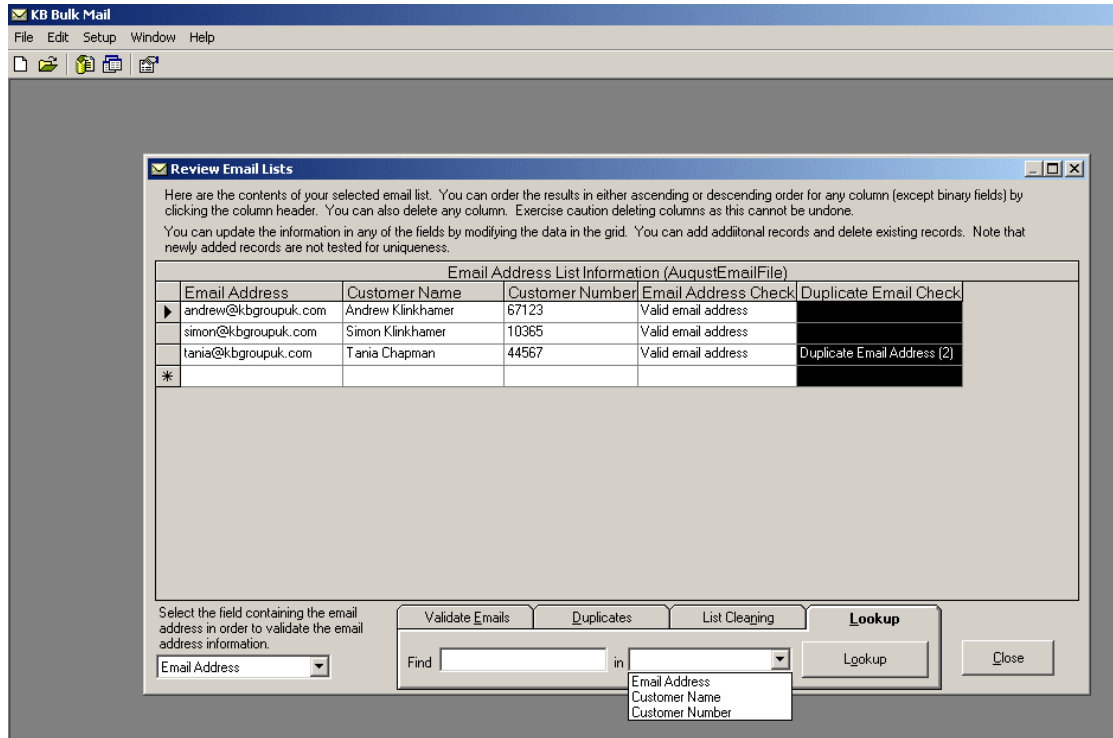 KB Bulk Mail
File Edit Setup Window Help
Review Email Lists
Here are the contents of your selected email list. You can order the results in either ascending or descending order for any column (except binary fields) by
clicking the column header. You can also delete any column. Exercise caution deleting columns as this cannot be undone.
You can update the information in any of the fields by modifying the data in the grid. You can add addiitonal records and delete existing records. Note that
newly added records are not tested for uniqueness.
Email Address List Information (AugustEmailFile)
Email Address Customer Name Customer Number Email Address Check Duplicate Email Check
andrew@kbgroupuk.com Andrew Klinkhamer 67123 Valid email address
simon@kbgroupuk.com Simon Klinkhamer 10365 Valid email address
tania@kbgroupuk.com Tania Chapman 44567 Valid email address Duplicate Email Address (2)
Select the field containing the email
address in order to validate the email
address information.
Email Address
Validate Emails Duplicates List Cleaning Lookup
Find in Lookup Close
Email Address
Customer Name
Customer Number